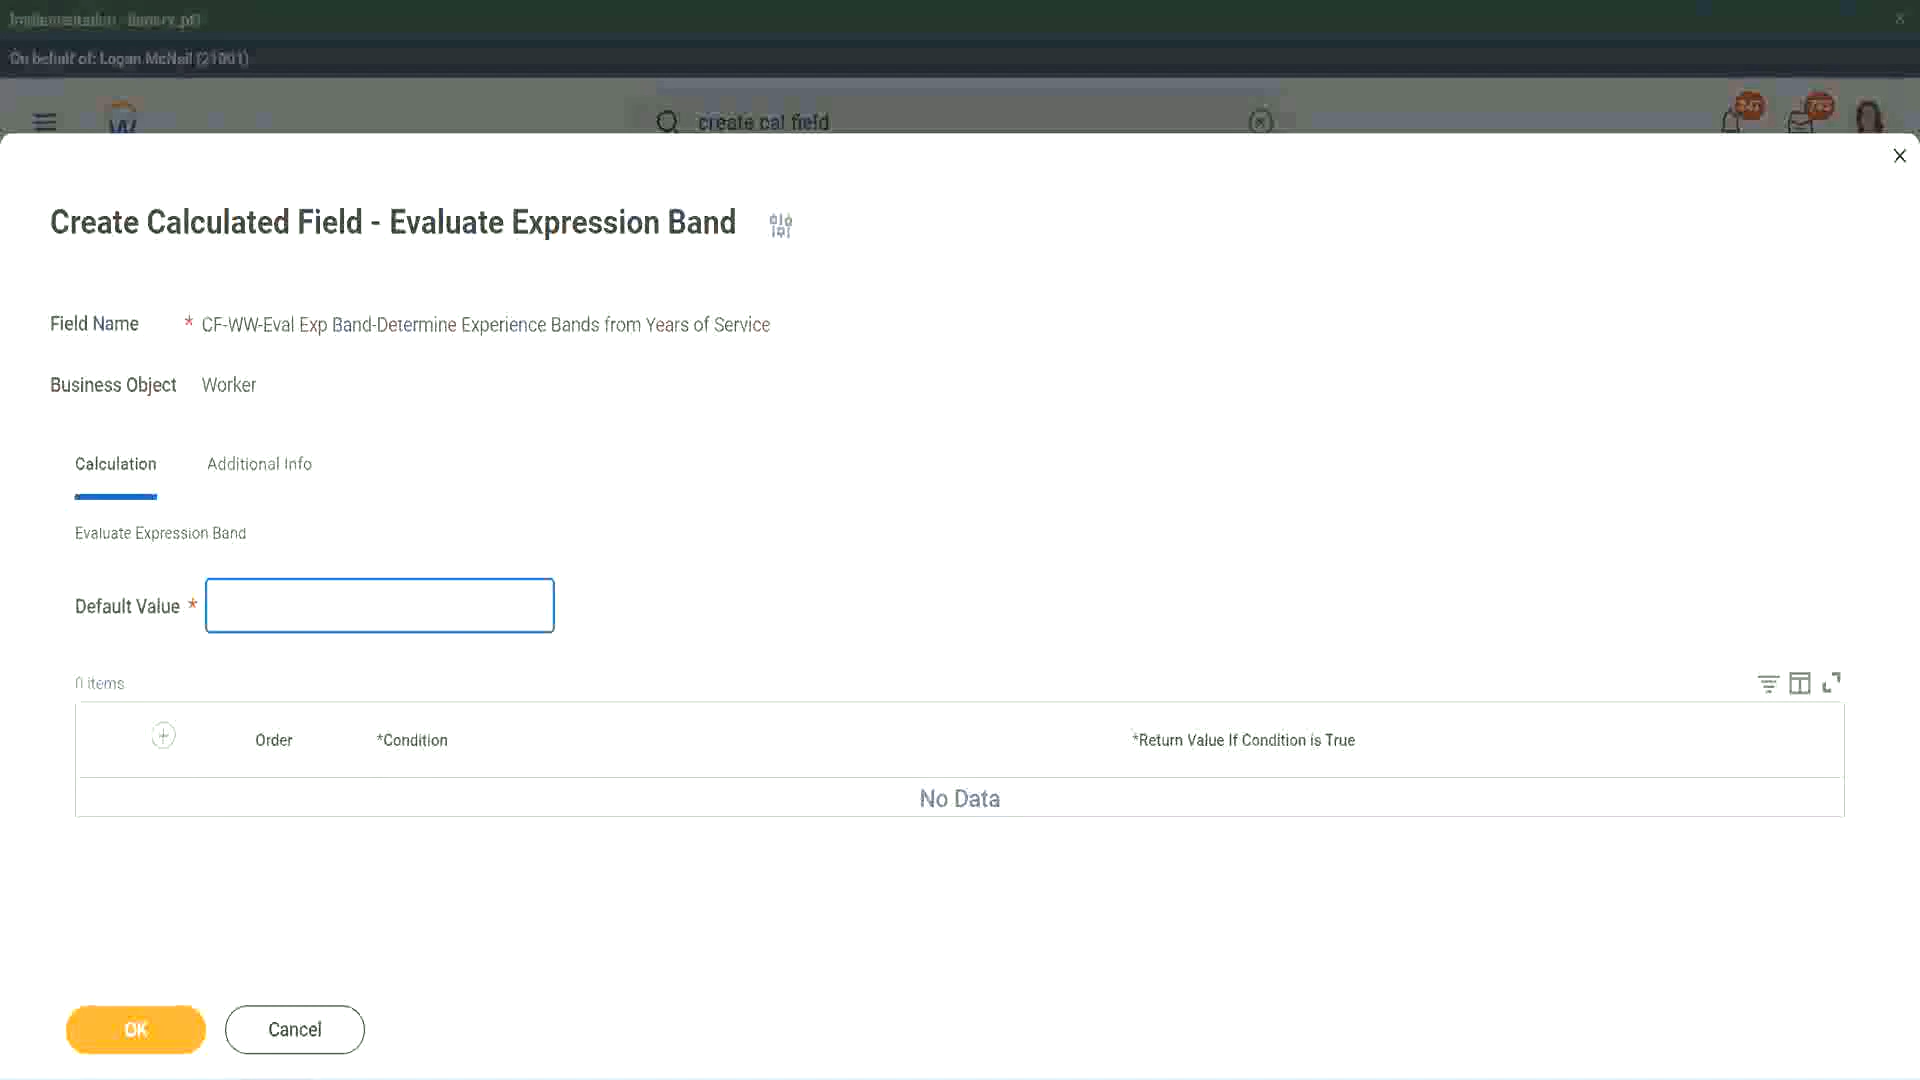 On behalf of: Logan McNeil (21001)
create cal field
Create Calculated Field - Evaluate Expression Band
Field Name * CF-WW-Eval Exp Band-Determine Experience Bands from Years of Service
Business Object Worker
Calculation Additional Info
Evaluate Expression Band
Default Value *
0 items
Order *Condition *Return Value If Condition is True
No Data
OK Cancel